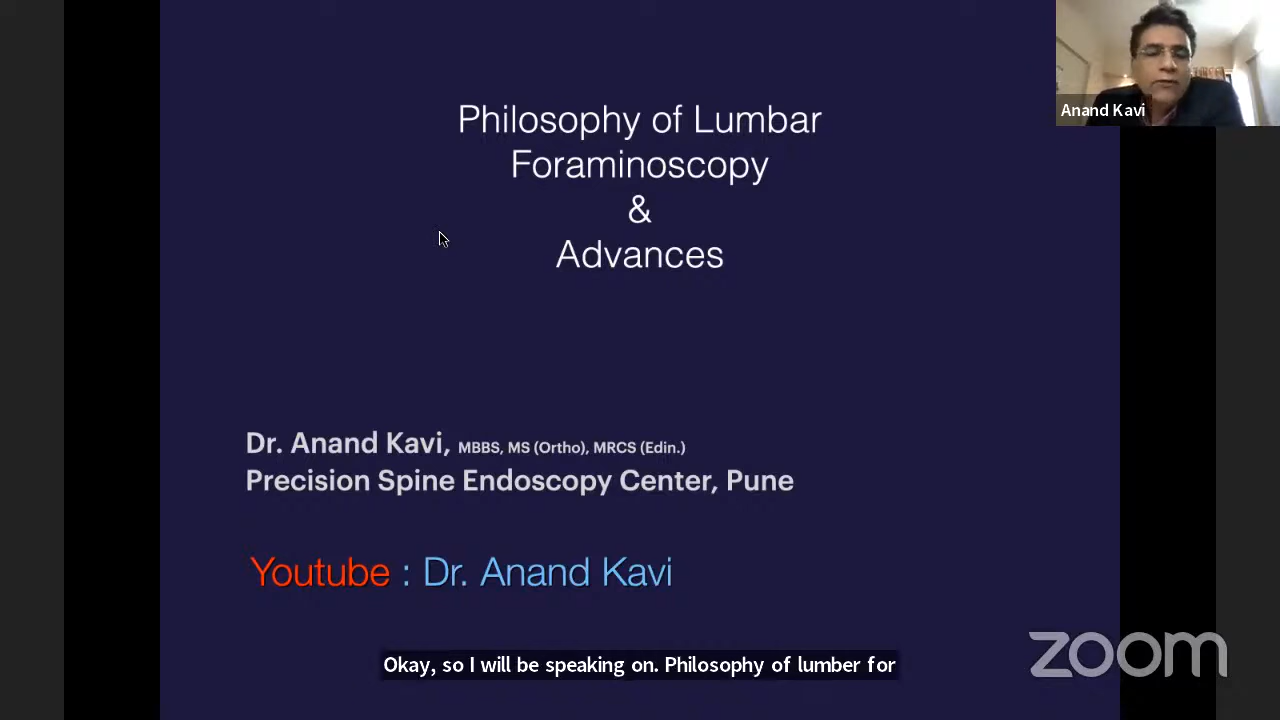 Philosophy of Lumbar
Foraminoscopy
&
Advances
Anand Kavi
Dr. Anand Kavi, MBBS, MS (Ortho), MRCS (Edin.)
Precision Spine Endoscopy Center, Pune
Youtube : Dr. Anand Kavi
Okay, so I will be speaking on. Philosophy of lumber for
zoom